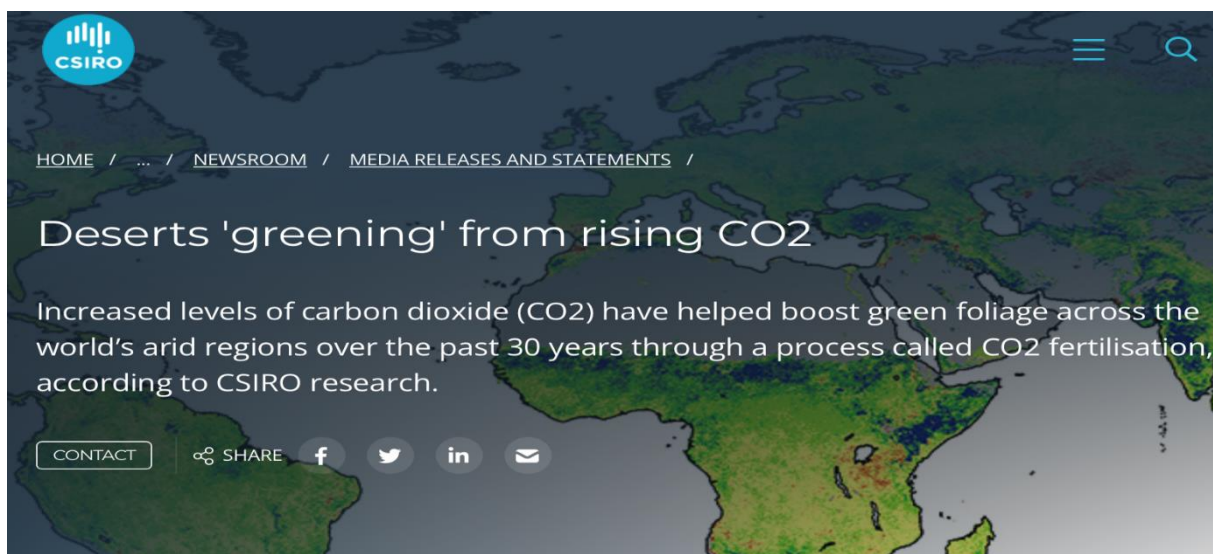 CSIRO
HOME / ... / NEWSROOM / MEDIA RELEASES AND STATEMENTS /
Deserts 'greening' from rising CO2
Increased levels of carbon dioxide (CO2) have helped boost green foliage across the
world’s arid regions over the past 30 years through a process called CO2 fertilisation,
according to CSIRO research.
CONTACT SHARE